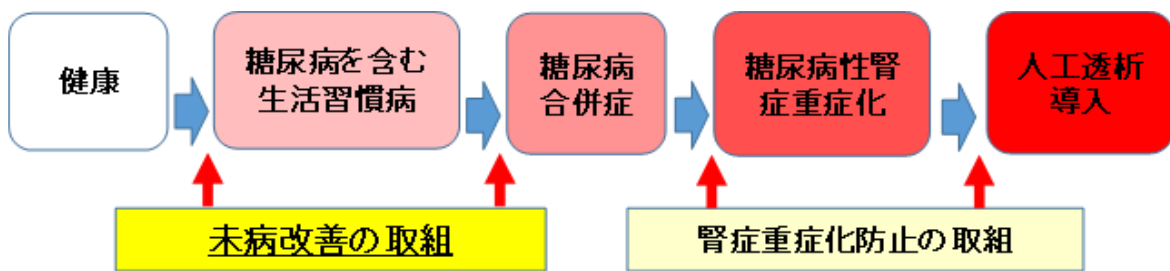 健康
糖尿病を含む
生活習慣病
糖尿病
合併症
糖尿病性腎
症重症化
人工透析
導入
未病改善の取組
腎症重症化防止の取組